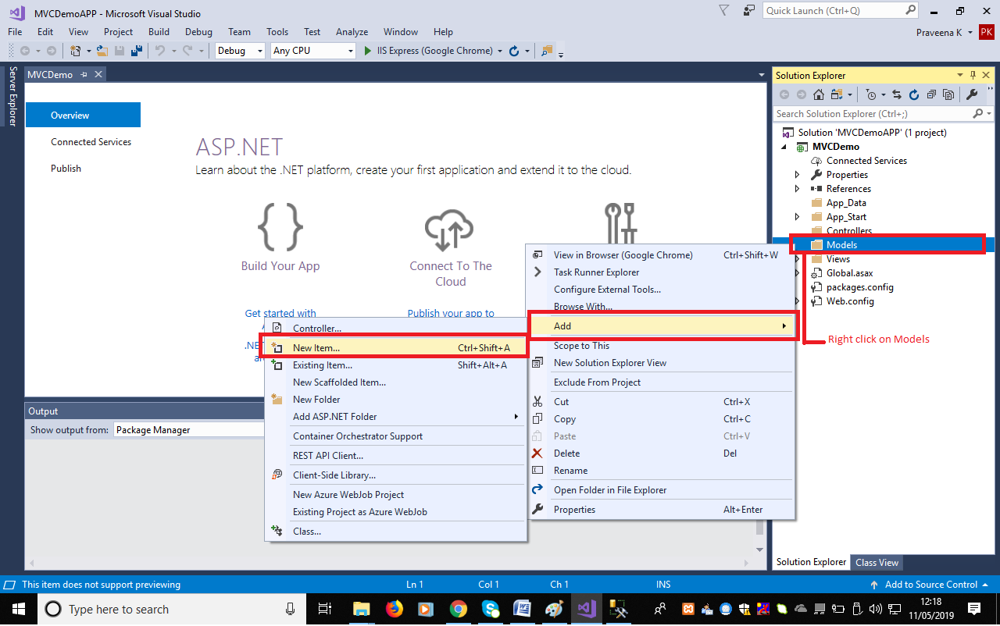 MVCDemoAPP - Microsoft Visual Studio
Quick Launch (Ctrl+Q)
File Edit View Project Build Debug Team Tools Test Analyze Window Help
Praveena K PK
Debug Any CPU IIS Express (Google Chrome)
Server Explorer
MVCDemo
Overview
Connected Services
Publish
ASP.NET
Learn about the .NET platform, create your first application and extend it to the cloud.
Build Your App
Connect To The
Cloud
Get started with
Publish your app to
.NE
Solution Explorer
Search Solution Explorer (Ctrl+;)
Solution 'MVCDemoAPP' (1 project)
MVCDemo
Connected Services
Properties
References
App_Data
App_Start
Controllers
Models
Views
Global.asax
packages.config
Web.config
Right click on Models
View in Browser (Google Chrome) Ctrl+Shift+W
Task Runner Explorer
Configure External Tools...
Browse With...
Add
Scope to This
New Solution Explorer View
Exclude From Project
Cut Ctrl+X
Copy Ctrl+C
Paste Ctrl+V
Delete Del
Rename
Open Folder in File Explorer
Properties Alt+Enter
Controller...
New Item... Ctrl+Shift+A
Existing Item... Shift+Alt+A
New Scaffolded Item...
New Folder
Add ASP.NET Folder
Container Orchestrator Support
REST API Client...
Client-Side Library...
New Azure WebJob Project
Existing Project as Azure WebJob
Class...
Output
Show output from: Package Manager
Solution Explorer Class View
This item does not support previewing Ln 1 Col 1 Ch 1 INS Add to Source Control
Type here to search
12:18
11/05/2019